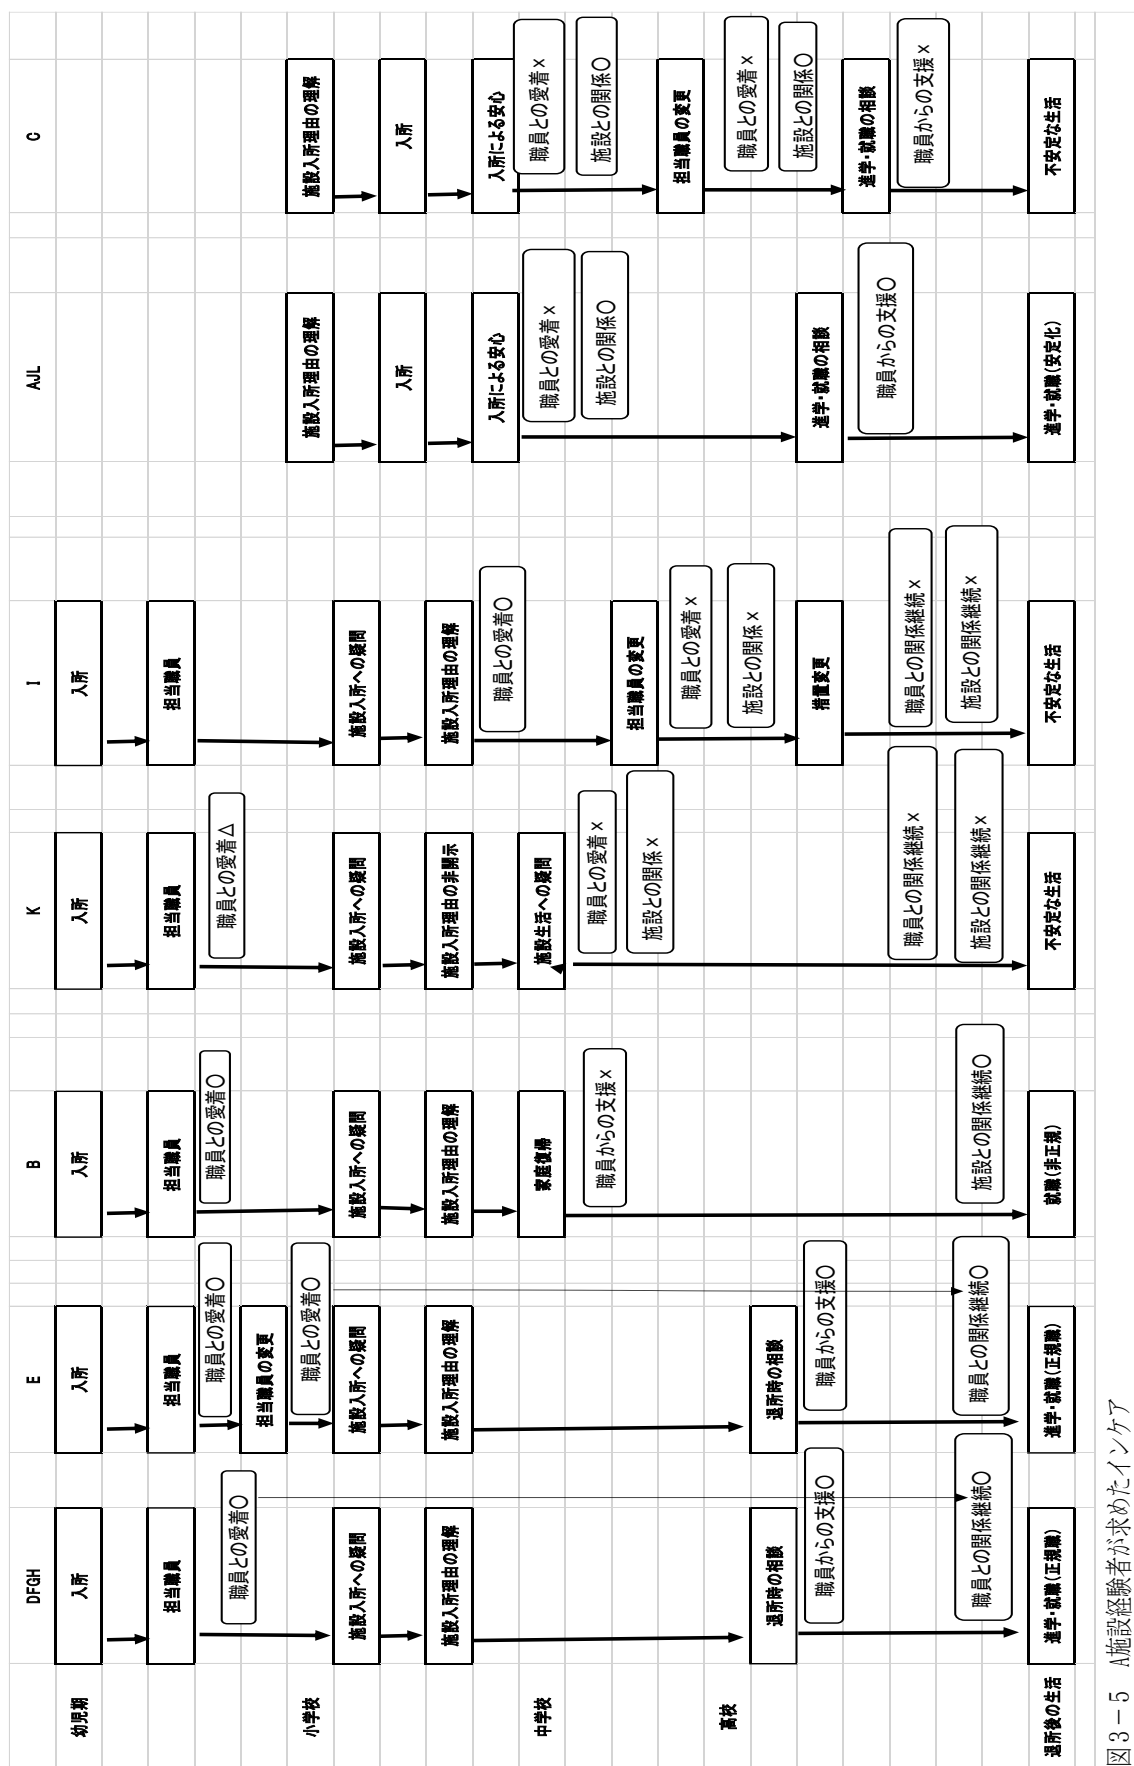 DFGH
E
B
K
I
AJL
C
幼児期
小学校
中学校
高校
退所後の生活
入所
担当職員
職員との愛着〇
施設入所への疑問
施設入所理由の理解
退所時の相談
職員からの支援〇
職員との関係継続〇
進学・就職(正規職)
入所
担当職員
職員との愛着〇
担当職員の変更
職員との愛着〇
施設入所への疑問
施設入所理由の理解
退所時の相談
職員からの支援〇
職員との関係継続〇
進学・就職(正規職)
入所
担当職員
職員との愛着〇
施設入所への疑問
施設入所理由の理解
家庭復帰
職員からの支援×
施設との関係継続〇
就職(非正規)
入所
担当職員
職員との愛着△
施設入所への疑問
施設入所理由の非開示
施設生活への疑問
職員との愛着×
施設との関係×
職員との関係継続×
施設との関係継続×
不安定な生活
入所
担当職員
施設入所への疑問
施設入所理由の理解
職員との愛着〇
担当職員の変更
職員との愛着×
施設との関係×
措置変更
職員との関係継続×
施設との関係継続×
不安定な生活
施設入所理由の理解
入所
入所による安心
職員との愛着×
施設との関係〇
進学・就職の相談
職員からの支援〇
進学・就職(安定化)
施設入所理由の理解
入所
入所による安心
職員との愛着×
施設との関係〇
担当職員の変更
職員との愛着×
施設との関係〇
進学・就職の相談
職員からの支援×
不安定な生活
図3－5　A施設経験者が求めたインケア